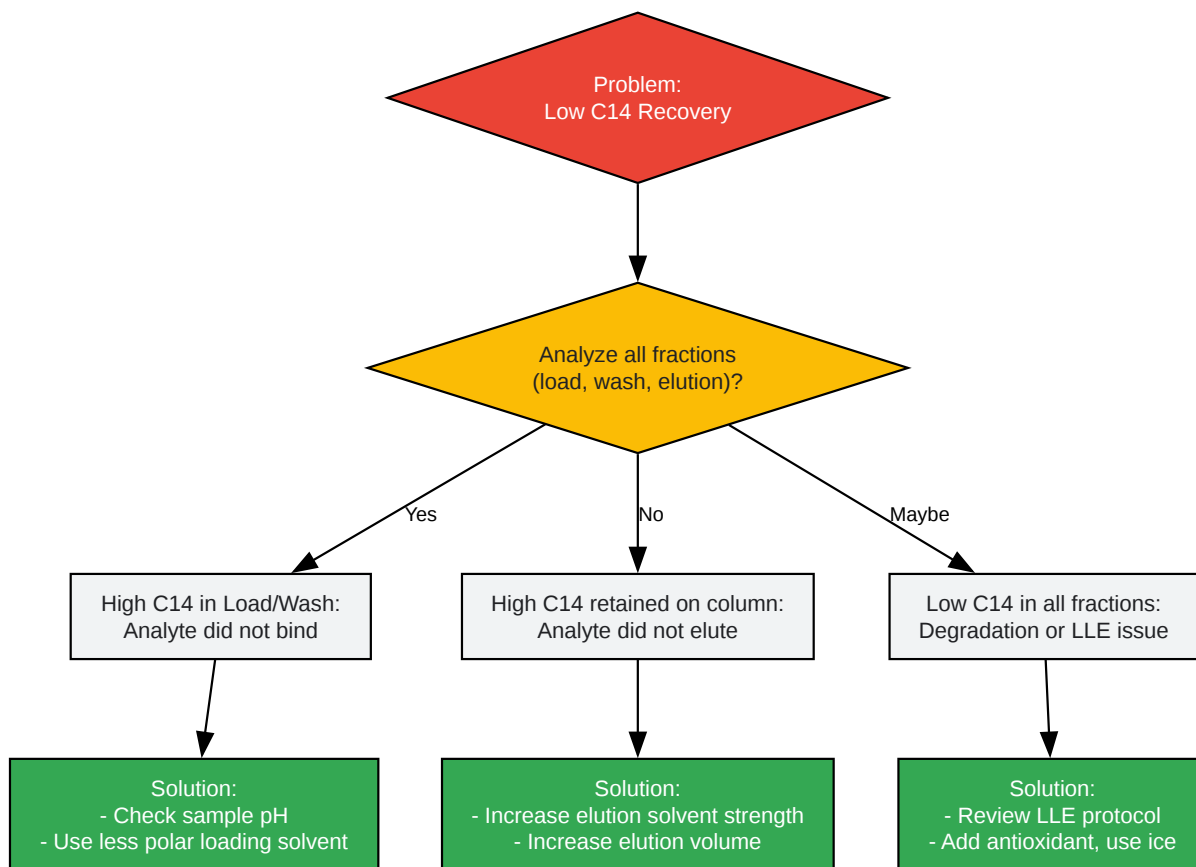 Problem:
Low C14 Recovery
Analyze all fractions
(load, wash, elution)?
Yes
No
Maybe
High C14 in Load/Wash:
Analyte did not bind
High C14 retained on column:
Analyte did not elute
Low C14 in all fractions:
Degradation or LLE issue
Solution:
- Check sample pH
- Use less polar loading solvent
Solution:
- Increase elution solvent strength
- Increase elution volume
Solution:
- Review LLE protocol
- Add antioxidant, use ice